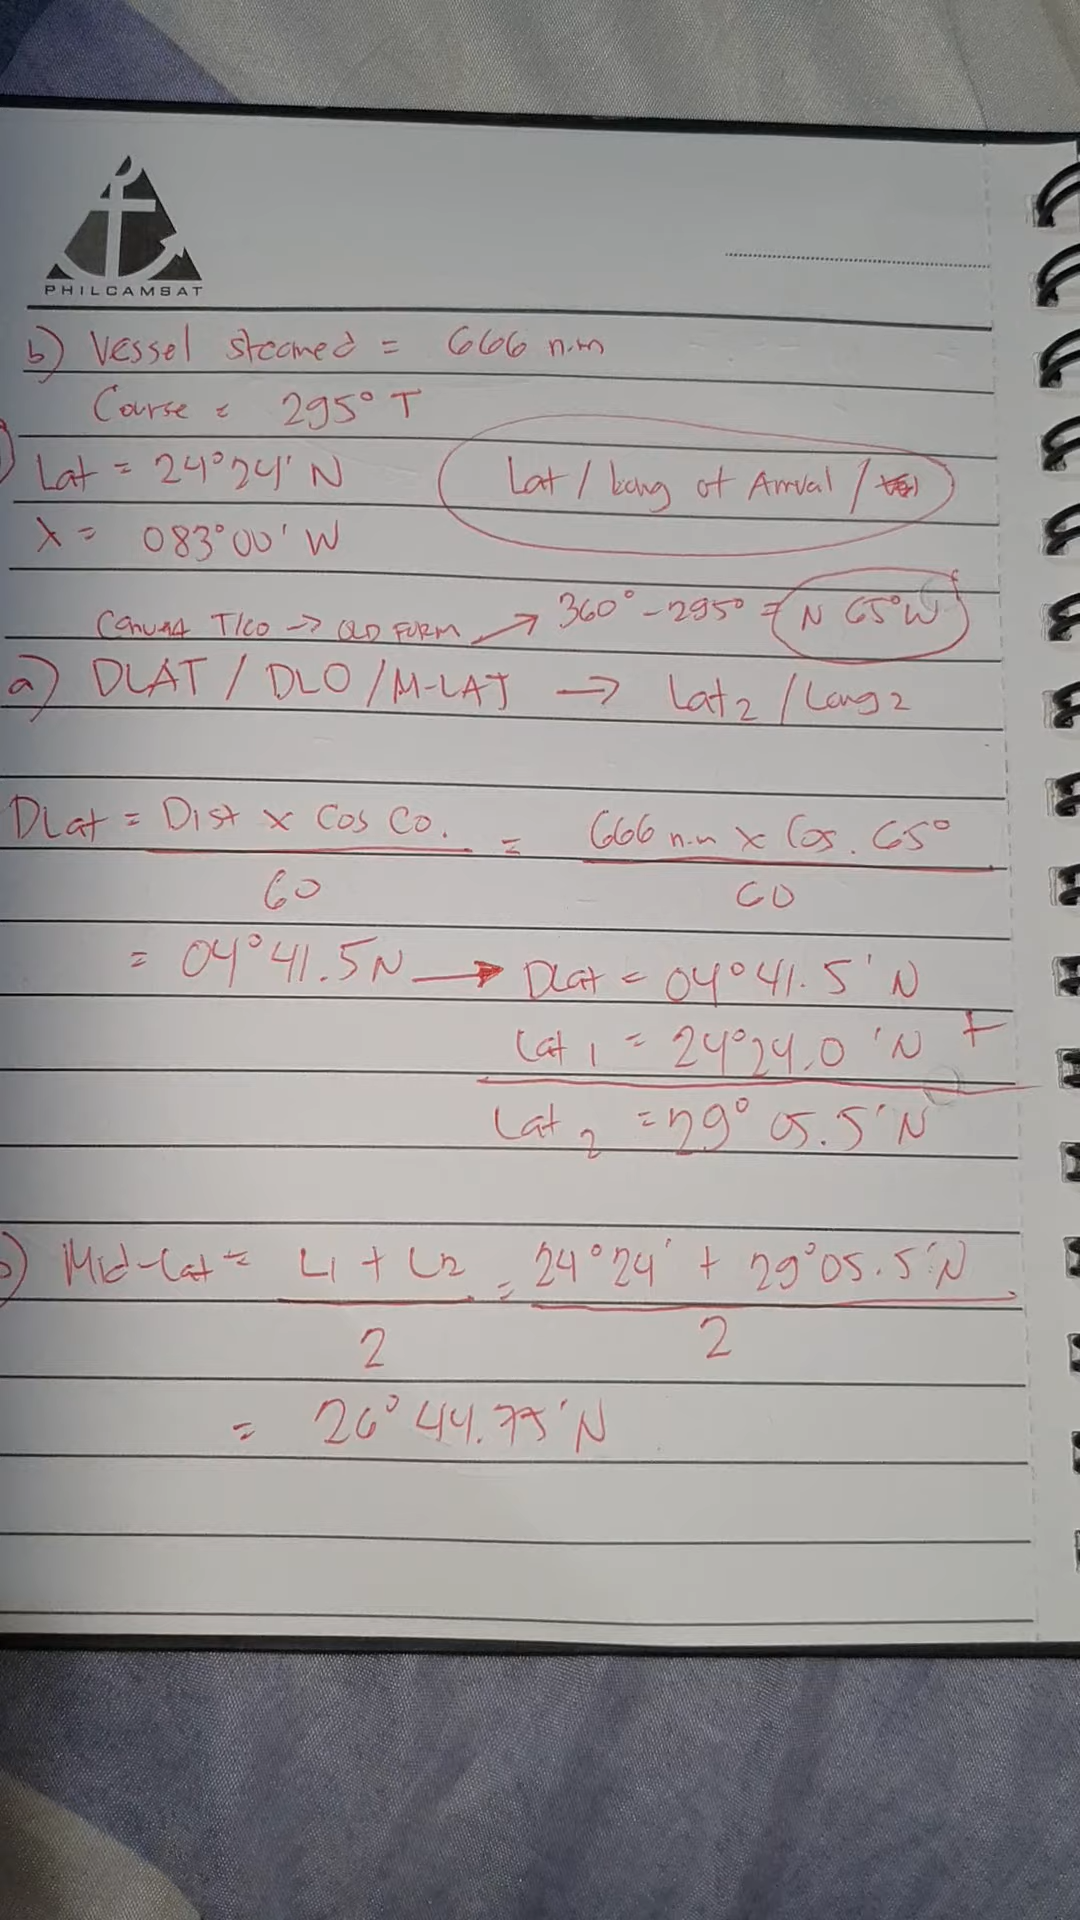 PHILCAMSAT
b) Vessel steamed = 666 n.m
Course = 295° T
Lat = 24°24' N
Lat / Long of Arrival /
λ = 083°00' W
Convert T/CO → OLD FORM → 360° - 295° = N 65° W
a) DLAT / DLO / M-LAT → Lat2 / Long2
DLat = Dist x Cos Co. = 666 n.m x Cos. 65°
60 60
= 04°41.5N → DLat = 04°41.5'N
Lat 1 = 24°24.0'N +
Lat 2 = 29°05.5'N
b) Mid-Lat = L1 + L2 = 24°24' + 29°05.5'N
2 2
= 26°44.75'N